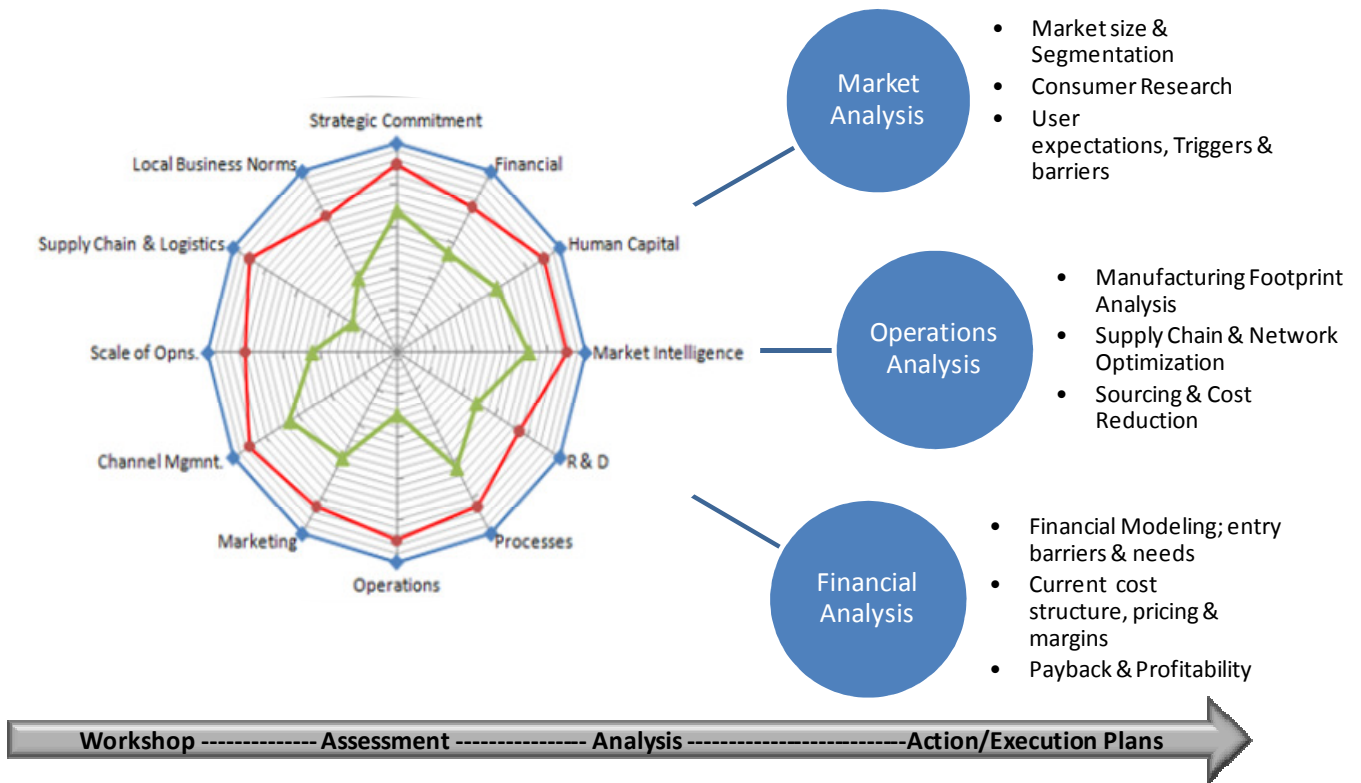 Strategic Commitment
Financial
Human Capital
Market Intelligence
R & D
Processes
Operations
Marketing
Channel Mgmnt.
Scale of Opns.
Supply Chain & Logistics
Local Business Norms
Market
Analysis
• Market size &
Segmentation
• Consumer Research
• User
expectations, Triggers &
barriers
Operations
Analysis
• Manufacturing Footprint
Analysis
• Supply Chain & Network
Optimization
• Sourcing & Cost
Reduction
Financial
Analysis
• Financial Modeling; entry
barriers & needs
• Current cost
structure, pricing &
margins
• Payback & Profitability
Workshop -------------- Assessment ---------------- Analysis ---------------------------Action/Execution Plans